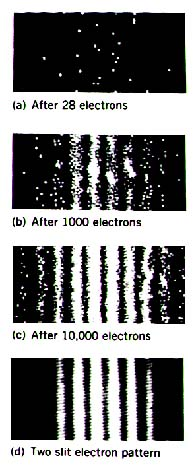 (a) After 28 electrons
(b) After 1000 electrons
(c) After 10,000 electrons
(d) Two slit electron pattern